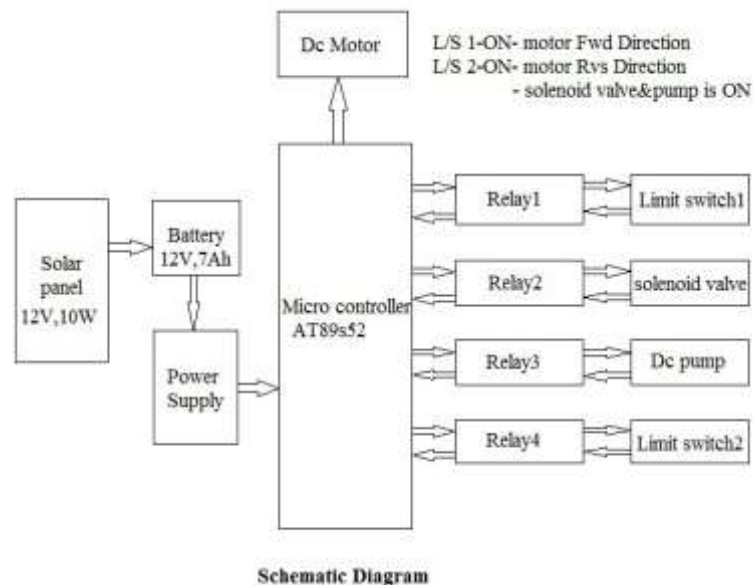 Dc Motor
L/S 1-ON- motor Fwd Direction
L/S 2-ON- motor Rvs Direction
- solenoid valve&pump is ON
Solar
panel
12V,10W
Battery
12V,7Ah
Power
Supply
Micro controller
AT89s52
Relay1
Limit switch1
Relay2
solenoid valve
Relay3
Dc pump
Relay4
Limit switch2
Schematic Diagram